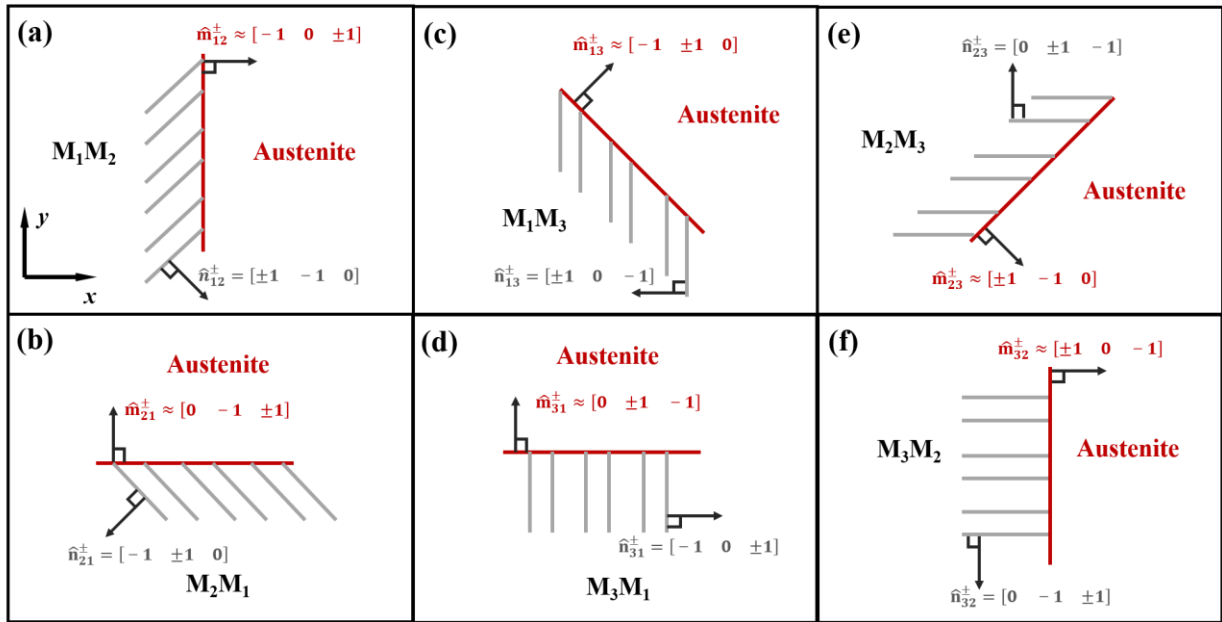 (a)
m̂₁₂± ≈ [− 1 0 ±1]
M₁M₂
Austenite
y
x
n̂₁₂± = [±1 − 1 0]
(b)
Austenite
m̂₂₁± ≈ [0 − 1 ±1]
n̂₂₁± = [− 1 ±1 0]
M₂M₁
(c)
m̂₁₃± ≈ [− 1 ±1 0]
Austenite
M₁M₃
n̂₁₃± = [±1 0 − 1]
(d)
Austenite
m̂₃₁± ≈ [0 ±1 − 1]
n̂₃₁± = [− 1 0 ±1]
M₃M₁
(e)
n̂₂₃± = [0 ±1 − 1]
M₂M₃
Austenite
m̂₂₃± ≈ [±1 − 1 0]
(f)
m̂₃₂± ≈ [±1 0 − 1]
M₃M₂
Austenite
n̂₃₂± = [0 − 1 ±1]